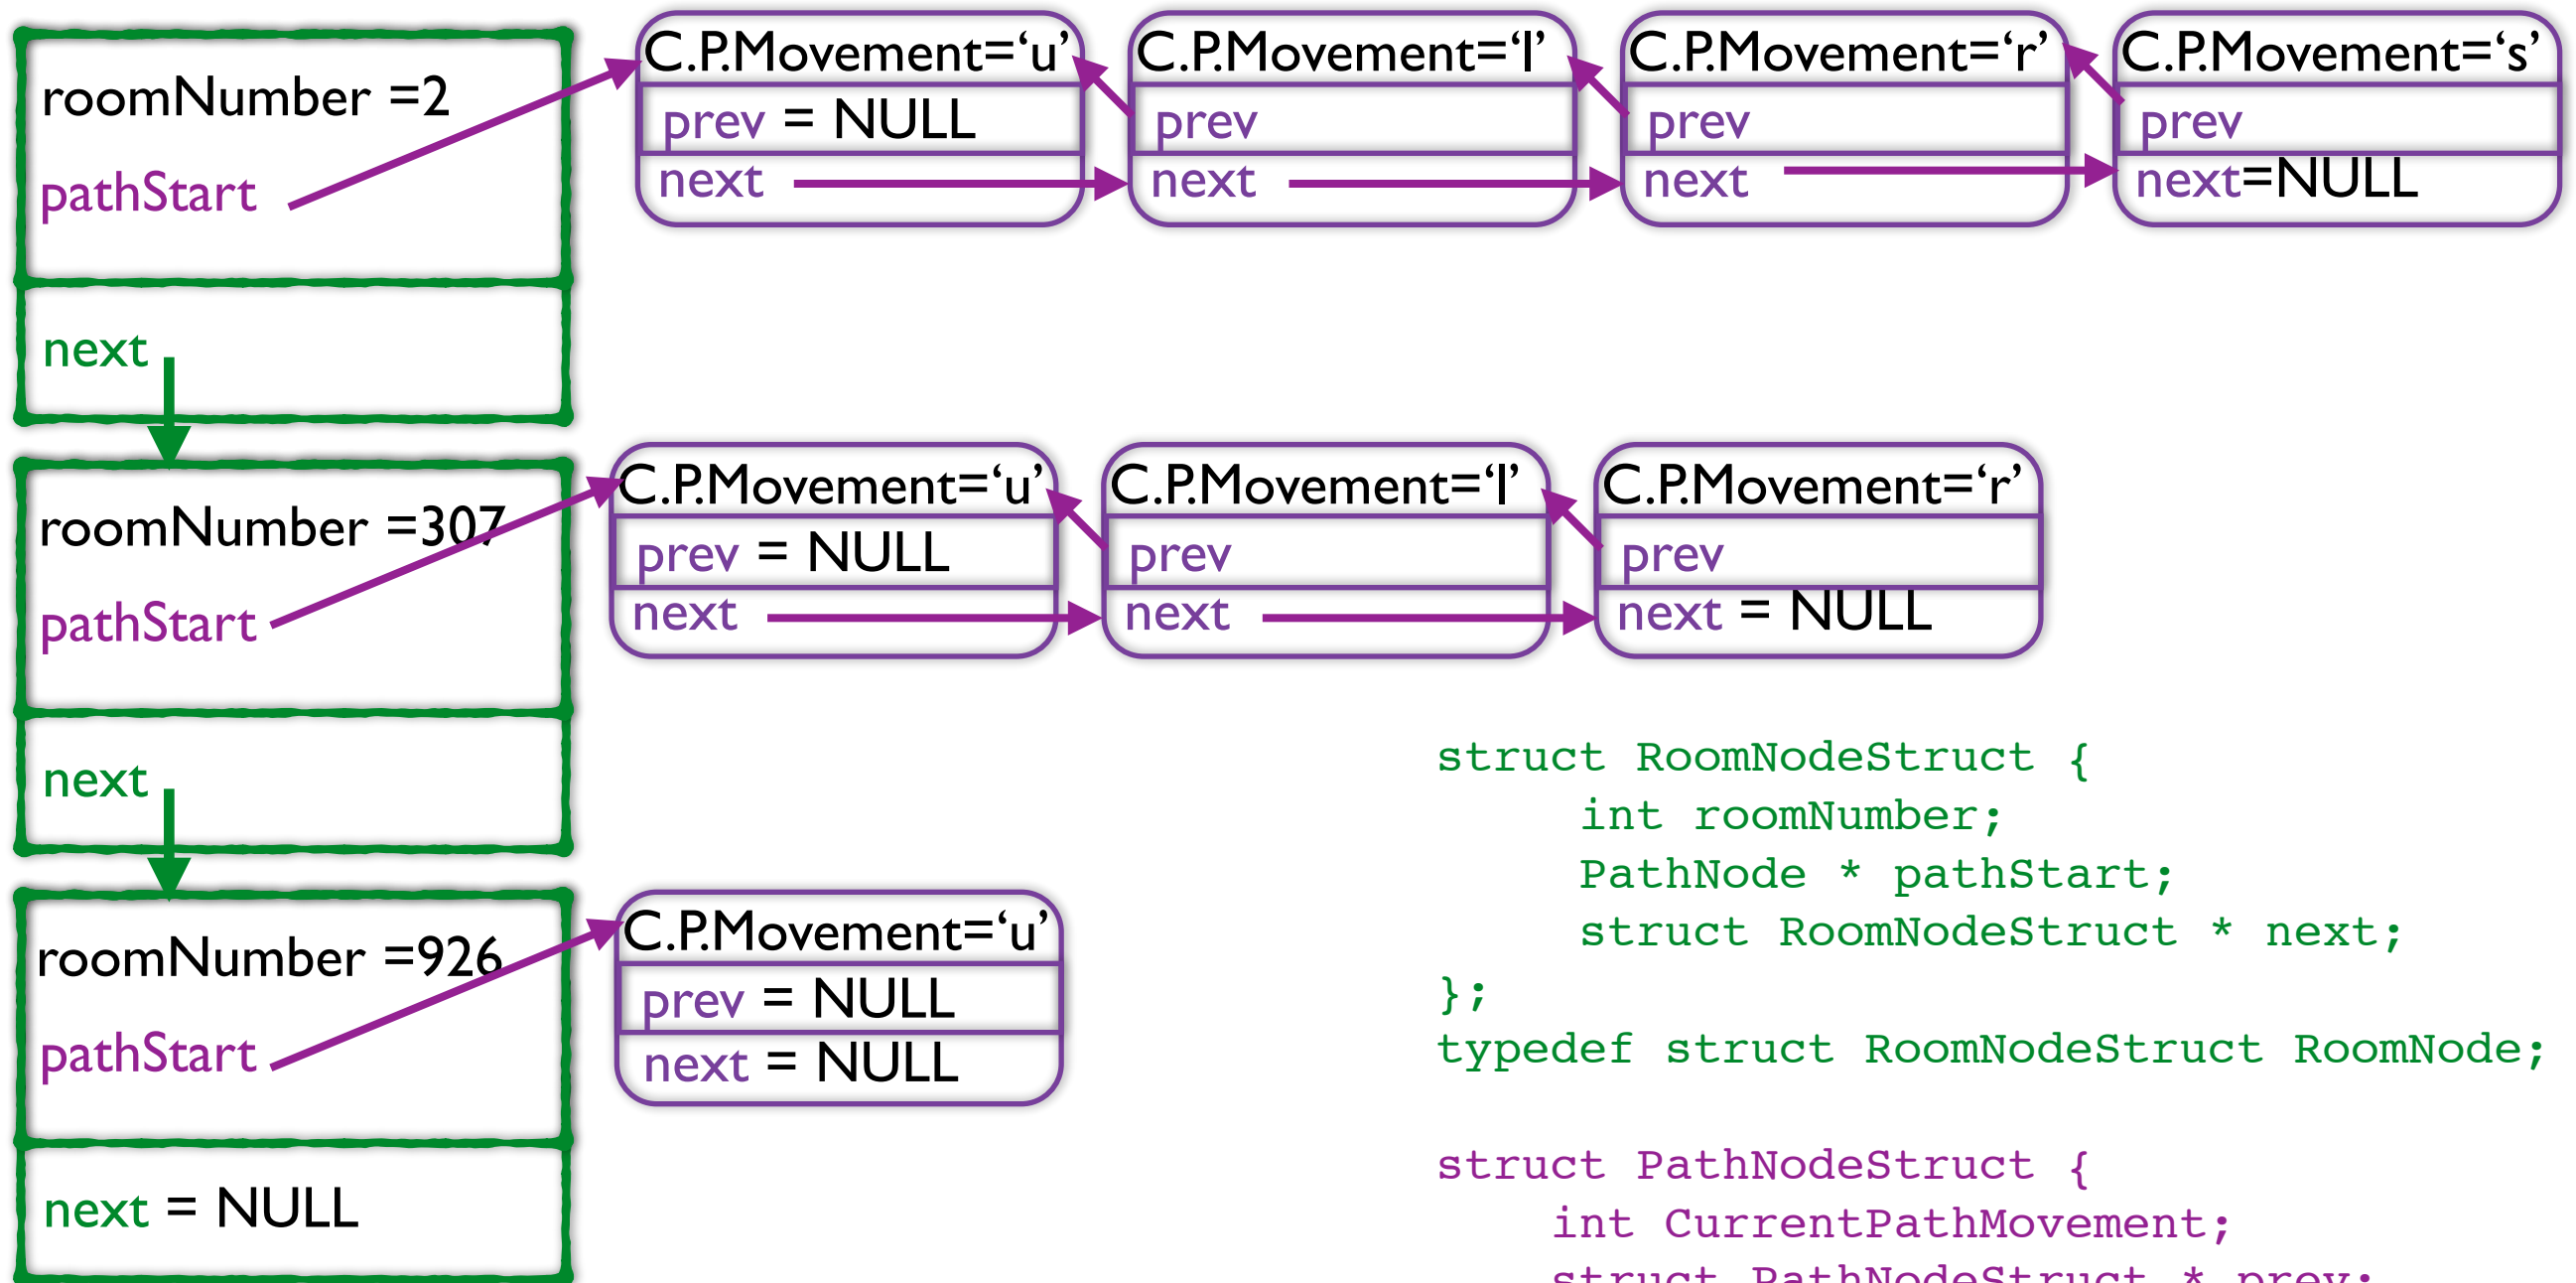 roomNumber =2
pathStart
next
C.P.Movement=‘u’
prev = NULL
next
C.P.Movement=‘l’
prev
next
C.P.Movement=‘r’
prev
next
C.P.Movement=‘s’
prev
next=NULL
roomNumber =307
pathStart
next
C.P.Movement=‘u’
prev = NULL
next
C.P.Movement=‘l’
prev
next
C.P.Movement=‘r’
prev
next = NULL
roomNumber =926
pathStart
next = NULL
C.P.Movement=‘u’
prev = NULL
next = NULL
struct RoomNodeStruct {
int roomNumber;
PathNode * pathStart;
struct RoomNodeStruct * next;
};
typedef struct RoomNodeStruct RoomNode;
struct PathNodeStruct {
int CurrentPathMovement;
struct PathNodeStruct * prev;